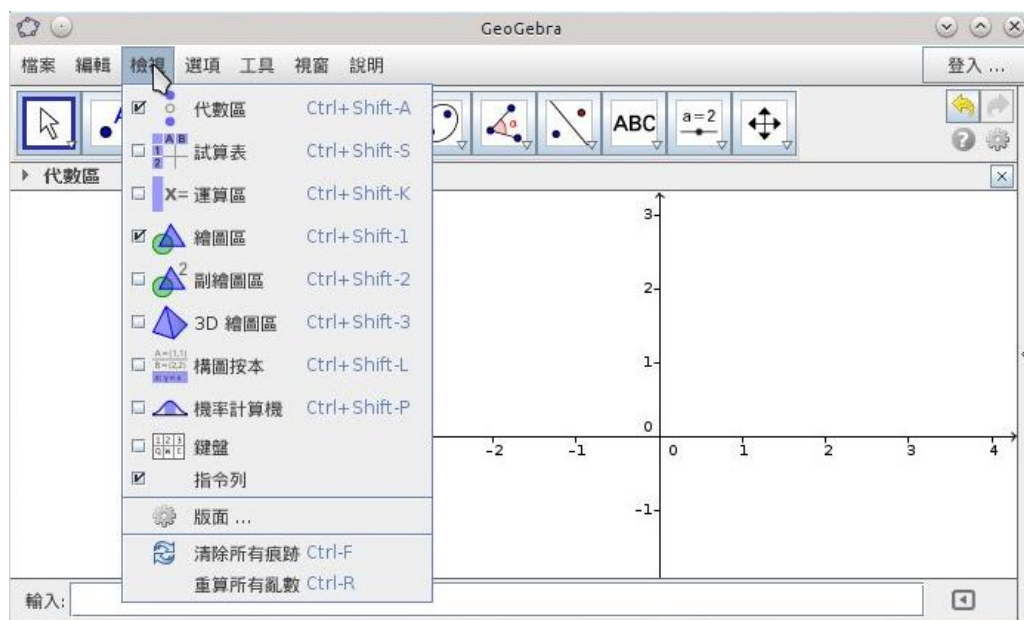 GeoGebra
檔案 編輯 檢視 選項 工具 視窗 說明 登入 ...
ABC a=2
代數區
代數區 Ctrl+Shift-A
試算表 Ctrl+Shift-S
X= 運算區 Ctrl+Shift-K
繪圖區 Ctrl+Shift-1
2 副繪圖區 Ctrl+Shift-2
3D 繪圖區 Ctrl+Shift-3
構圖按本 Ctrl+Shift-L
機率計算機 Ctrl+Shift-P
鍵盤
指令列
版面 ...
清除所有痕跡 Ctrl-F
重算所有亂數 Ctrl-R
3
2
1
0
-2 -1 0 1 2 3 4
-1
輸入: